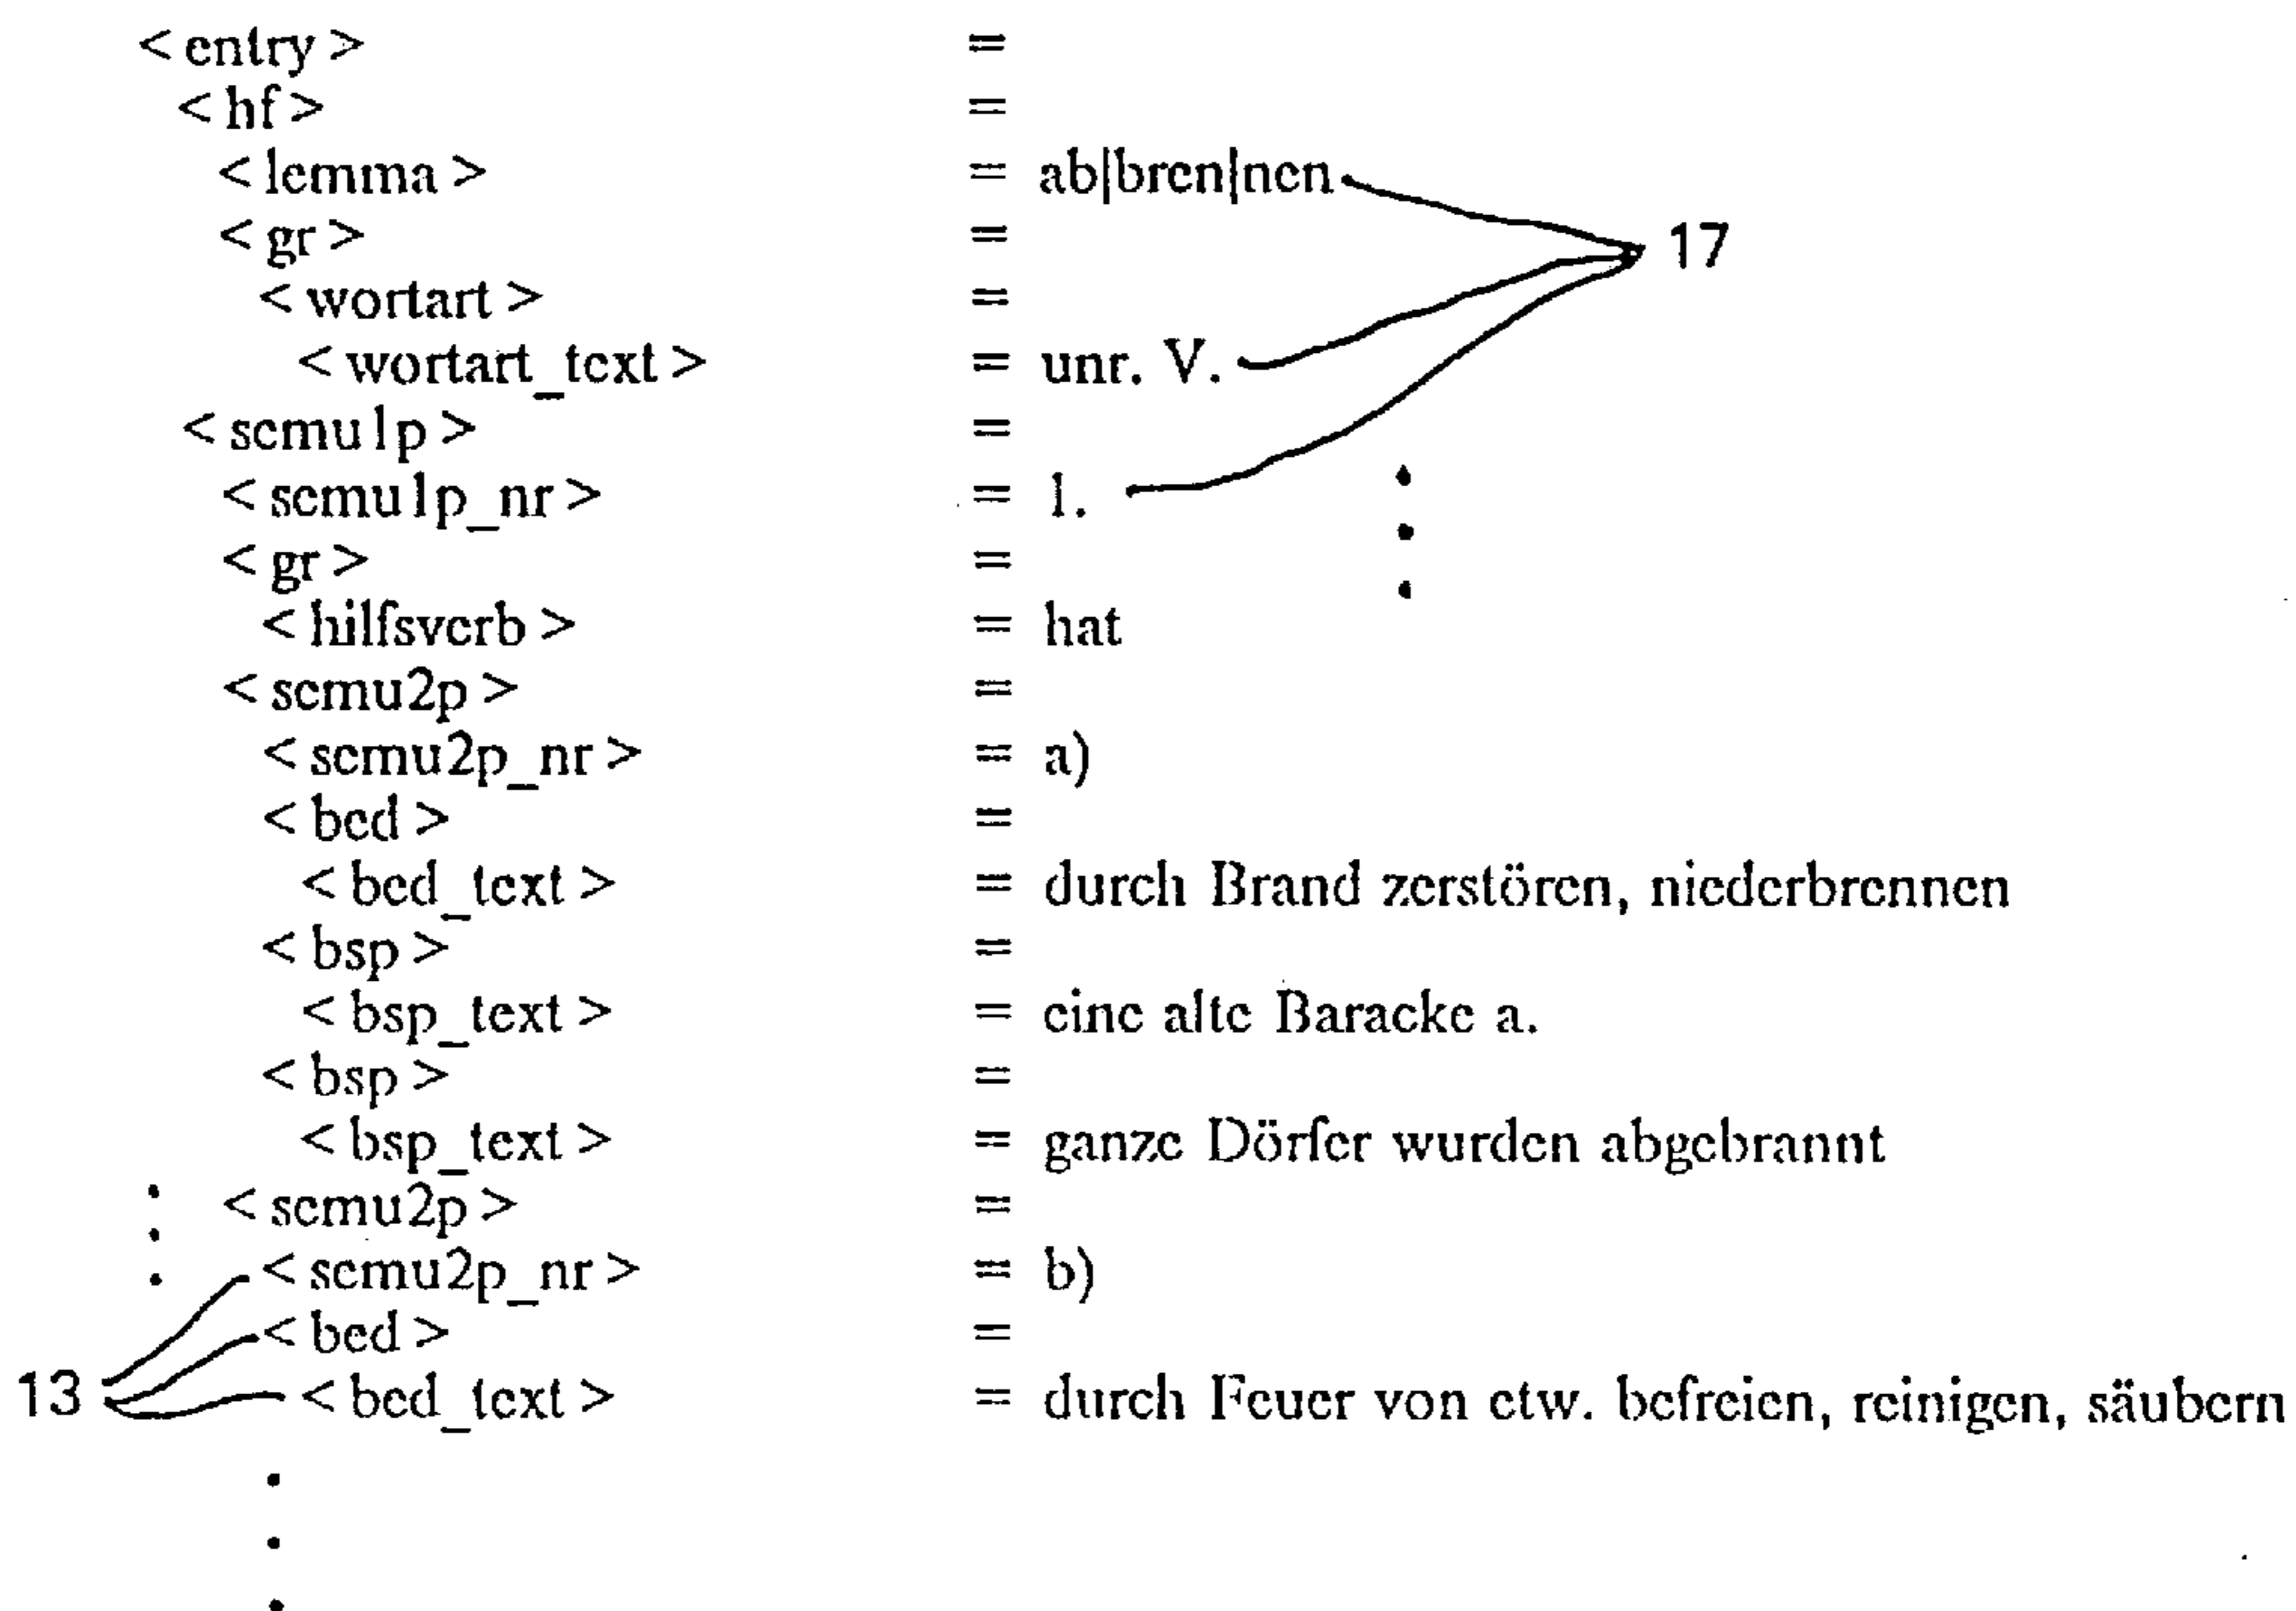 < entry > =
< hf > =
< lemma > = ab|bren|nen
< gr > = 17
< wortart > =
< wortart_text > = unr. V.
< semu1p > =
< semu1p_nr > = 1.
< gr > =
< hilfsverb > = hat
< semu2p > =
< semu2p_nr > = a)
< bed > =
< bed_text > = durch Brand zerstören, niederbrennen
< bsp > =
< bsp_text > = eine alte Baracke a.
< bsp > =
< bsp_text > = ganze Dörfer wurden abgebrannt
< semu2p > =
< semu2p_nr > = b)
< bed > =
13 < bed_text > = durch Feuer von etw. befreien, reinigen, säubern